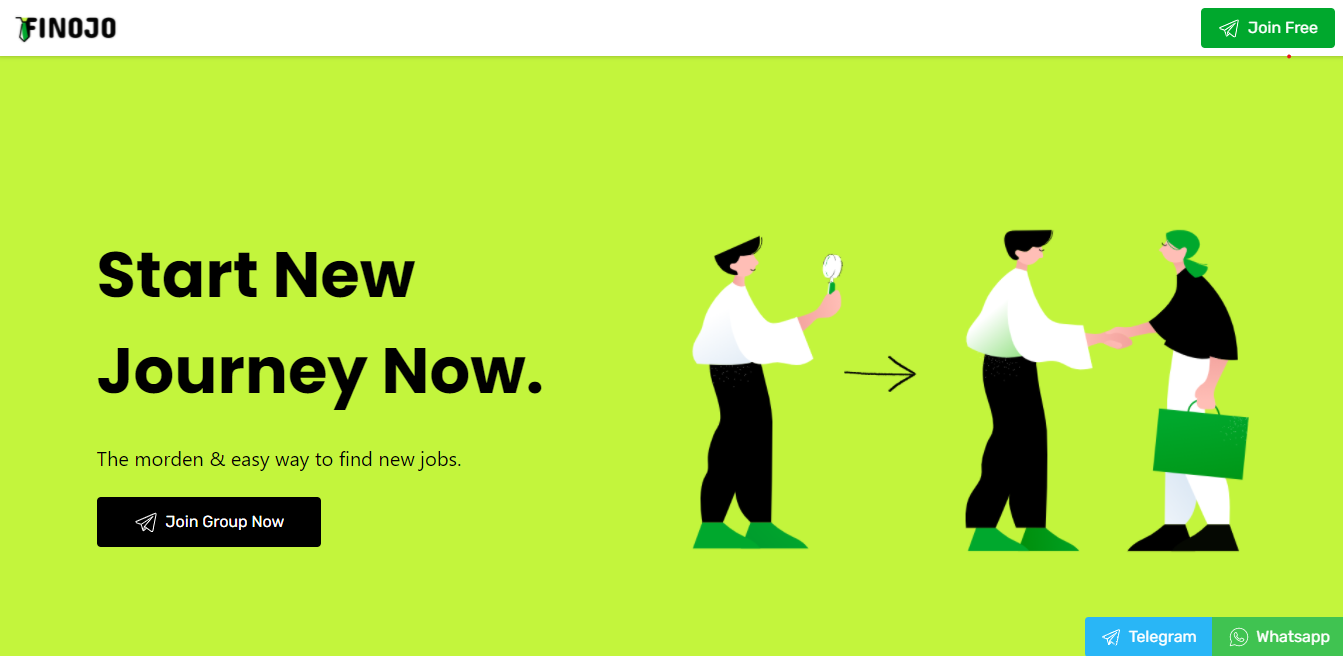 FINOJO
Join Free
Start New
Journey Now.
The morden & easy way to find new jobs.
Join Group Now
Telegram
Whatsapp